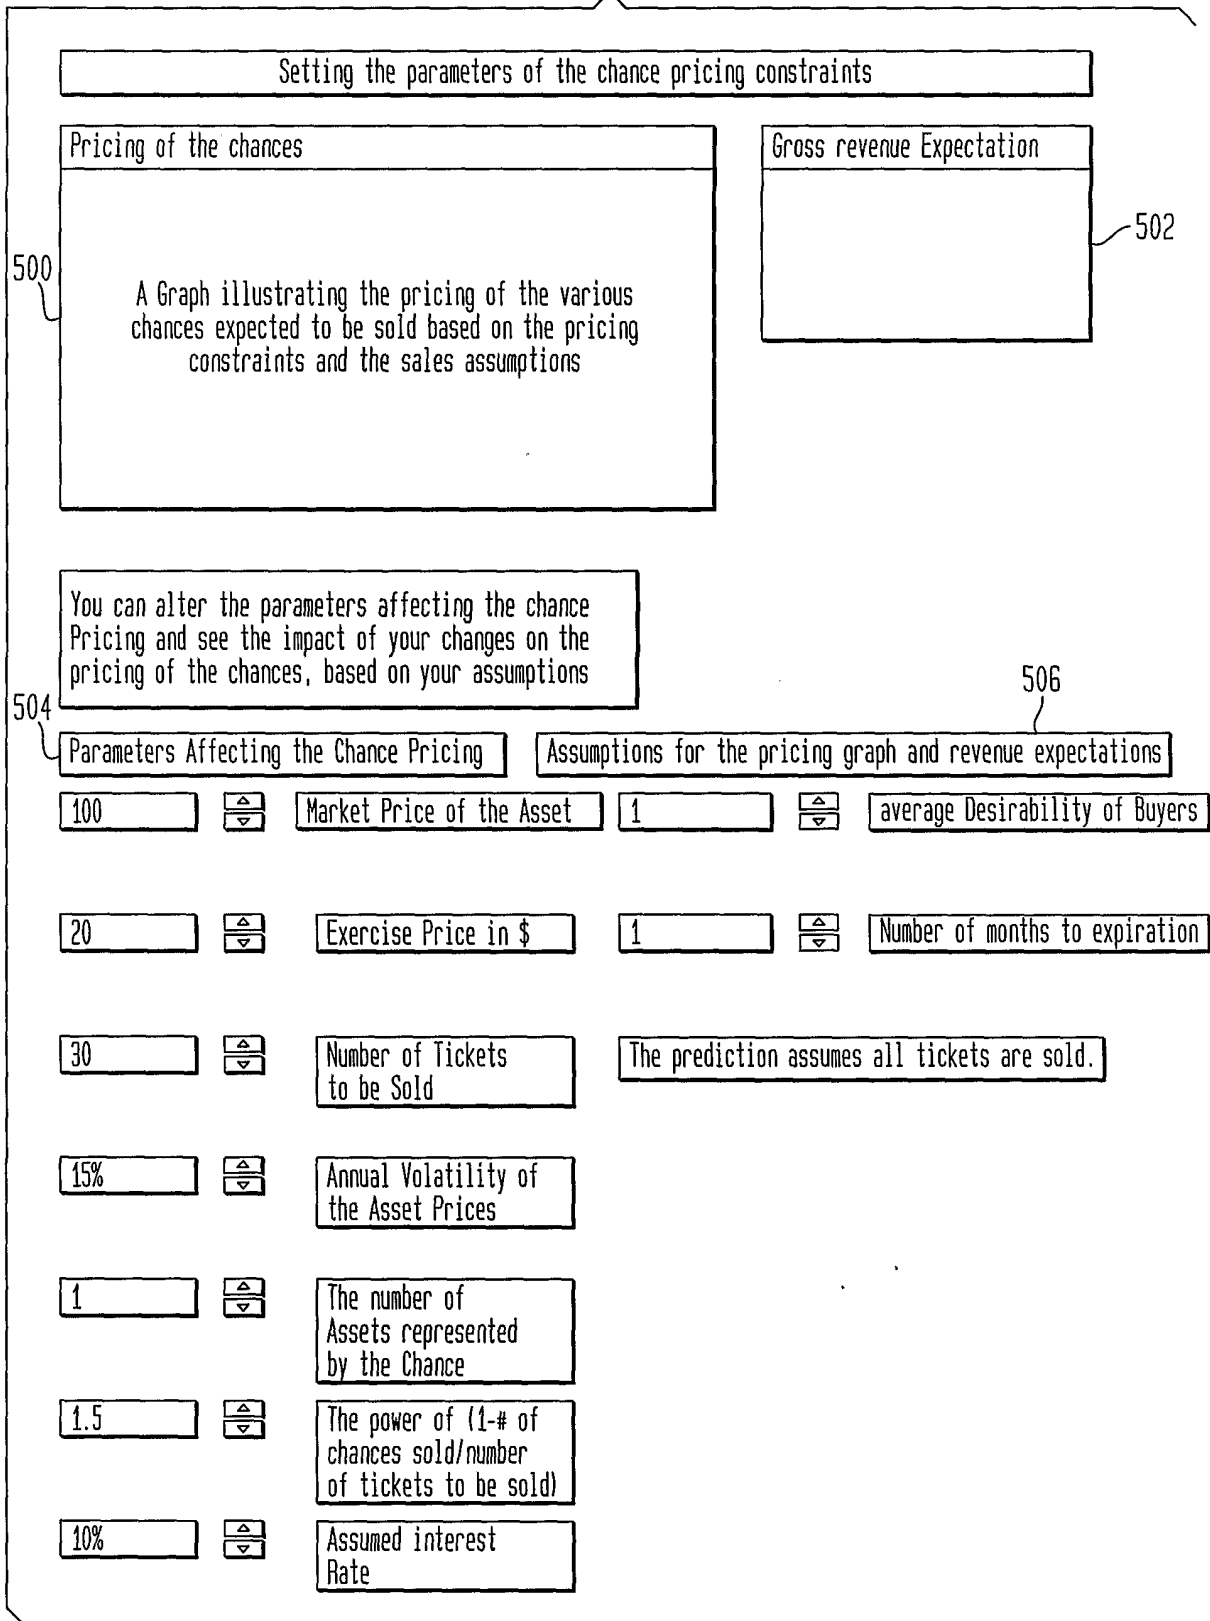 Setting the parameters of the chance pricing constraints
Pricing of the chances
Gross revenue Expectation
502
500
A Graph illustrating the pricing of the various
chances expected to be sold based on the pricing
constraints and the sales assumptions
You can alter the parameters affecting the chance
Pricing and see the impact of your changes on the
pricing of the chances, based on your assumptions
506
504
Parameters Affecting the Chance Pricing
Assumptions for the pricing graph and revenue expectations
100
Market Price of the Asset
1
average Desirability of Buyers
20
Exercise Price in $
1
Number of months to expiration
30
Number of Tickets
to be Sold
The prediction assumes all tickets are sold.
15%
Annual Volatility of
the Asset Prices
1
The number of
Assets represented
by the Chance
1.5
The power of (1-# of
chances sold/number
of tickets to be sold)
10%
Assumed interest
Rate